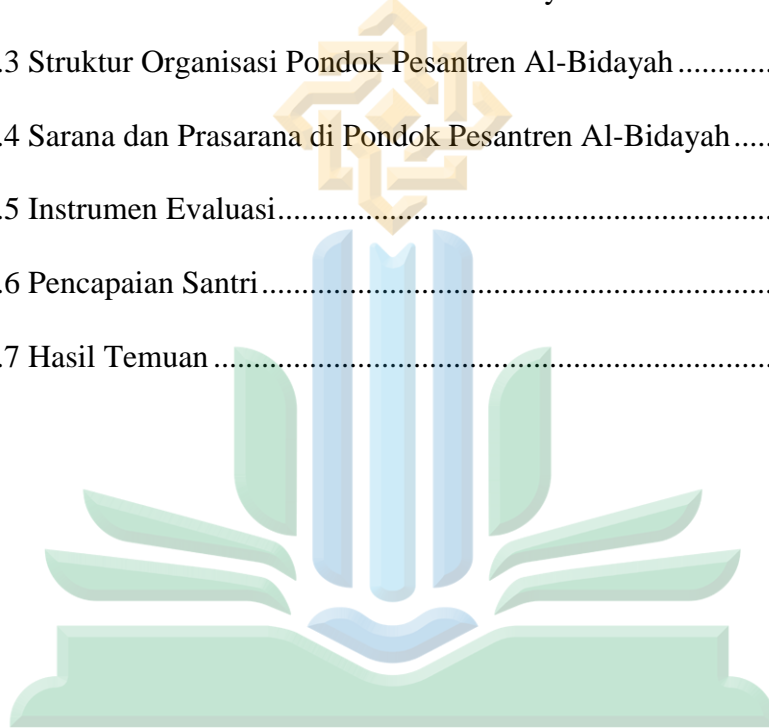 .3 Struktur Organisasi Pondok Pesantren Al-Bidayah ............
.4 Sarana dan Prasarana di Pondok Pesantren Al-Bidayah .....
.5 Instrumen Evaluasi ...............................................................
.6 Pencapaian Santri .................................................................
.7 Hasil Temuan .......................................................................